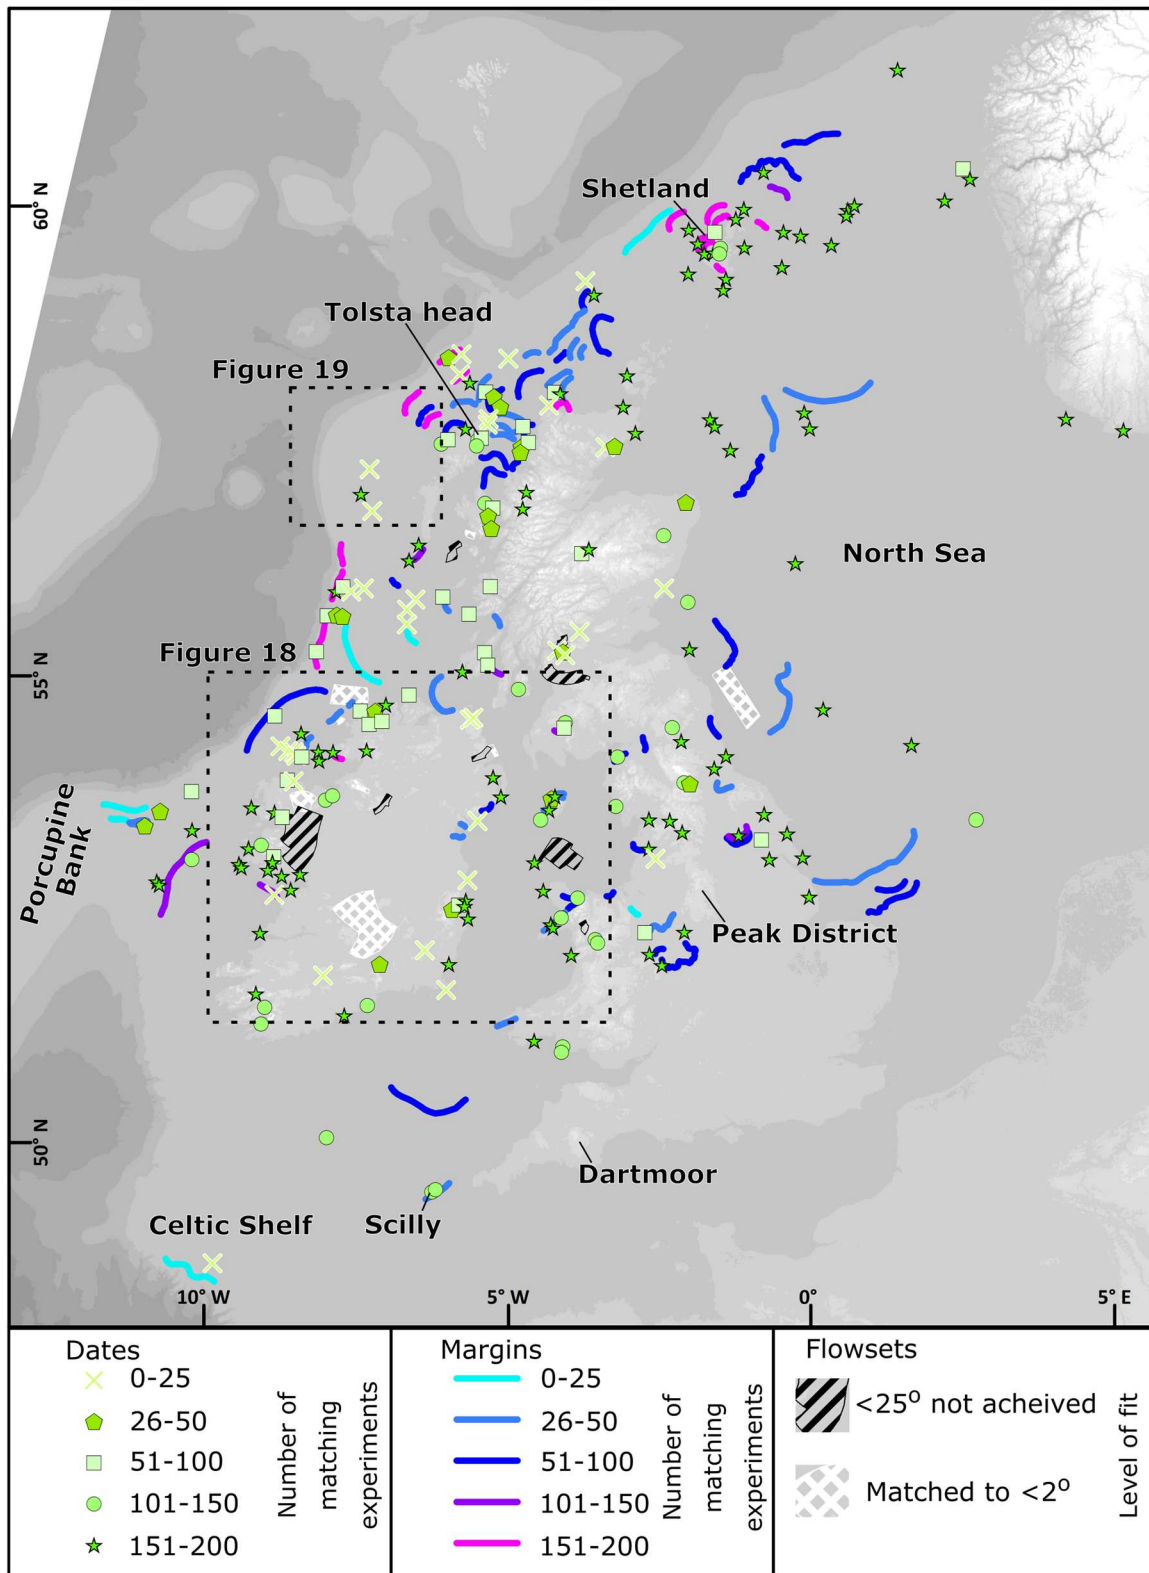 60° N
Shetland
Tolsta head
Figure 19
North Sea
Figure 18
55° N
Porcupine
Bank
Peak District
50° N
Dartmoor
Celtic Shelf
Scilly
10° W
5° W
0°
5° E
Dates
0-25
26-50
51-100
101-150
151-200
Number of
matching
experiments
Margins
0-25
26-50
51-100
101-150
151-200
Number of
matching
experiments
Flowsets
<25º not acheived
Matched to <2º
Level of fit